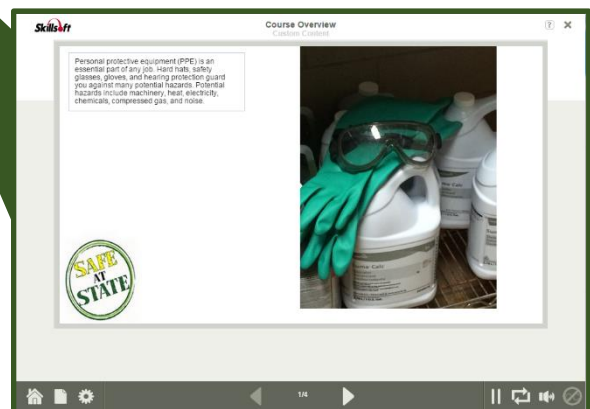 Skillsoft
Course Overview
Custom Content
Personal protective equipment (PPE) is an
essential part of any job. Hard hats, safety
glasses, gloves, and hearing protection guard
you against many potential hazards. Potential
hazards include machinery, heat, electricity,
chemicals, compressed gas, and noise.
SAFE
AT
STATE
1/4